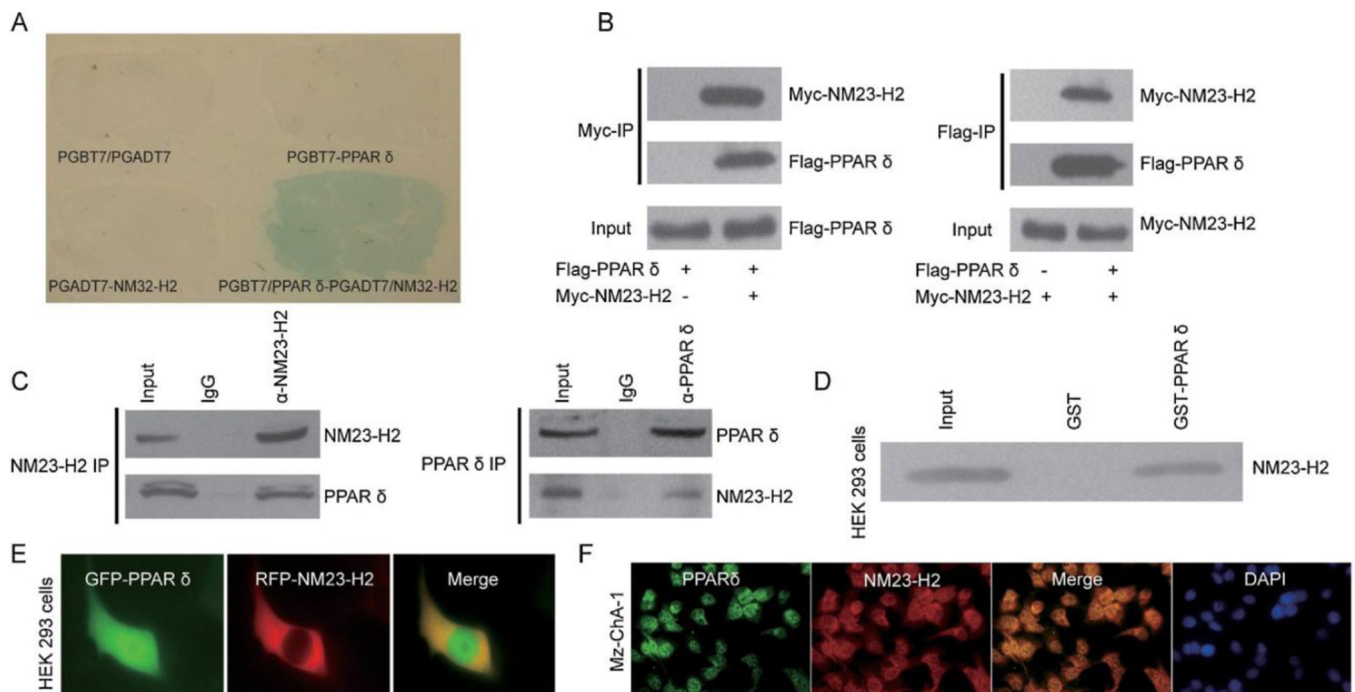 A
PGBT7/PGADT7
PGBT7-PPAR δ
PGADT7-NM32-H2
PGBT7/PPAR δ-PGADT7/NM32-H2
B
Myc-IP
Myc-NM23-H2
Flag-PPAR δ
Input
Flag-PPAR δ
Flag-PPAR δ + +
Myc-NM23-H2 - +
Flag-IP
Myc-NM23-H2
Flag-PPAR δ
Input
Myc-NM23-H2
Flag-PPAR δ - +
Myc-NM23-H2 + +
C
Input
IgG
α-NM23-H2
NM23-H2 IP
NM23-H2
PPAR δ
Input
IgG
α-PPAR δ
PPAR δ IP
PPAR δ
NM23-H2
D
Input
GST
GST-PPAR δ
HEK 293 cells
NM23-H2
E
HEK 293 cells
GFP-PPAR δ
RFP-NM23-H2
Merge
F
Mz-ChA-1
PPARδ
NM23-H2
Merge
DAPI